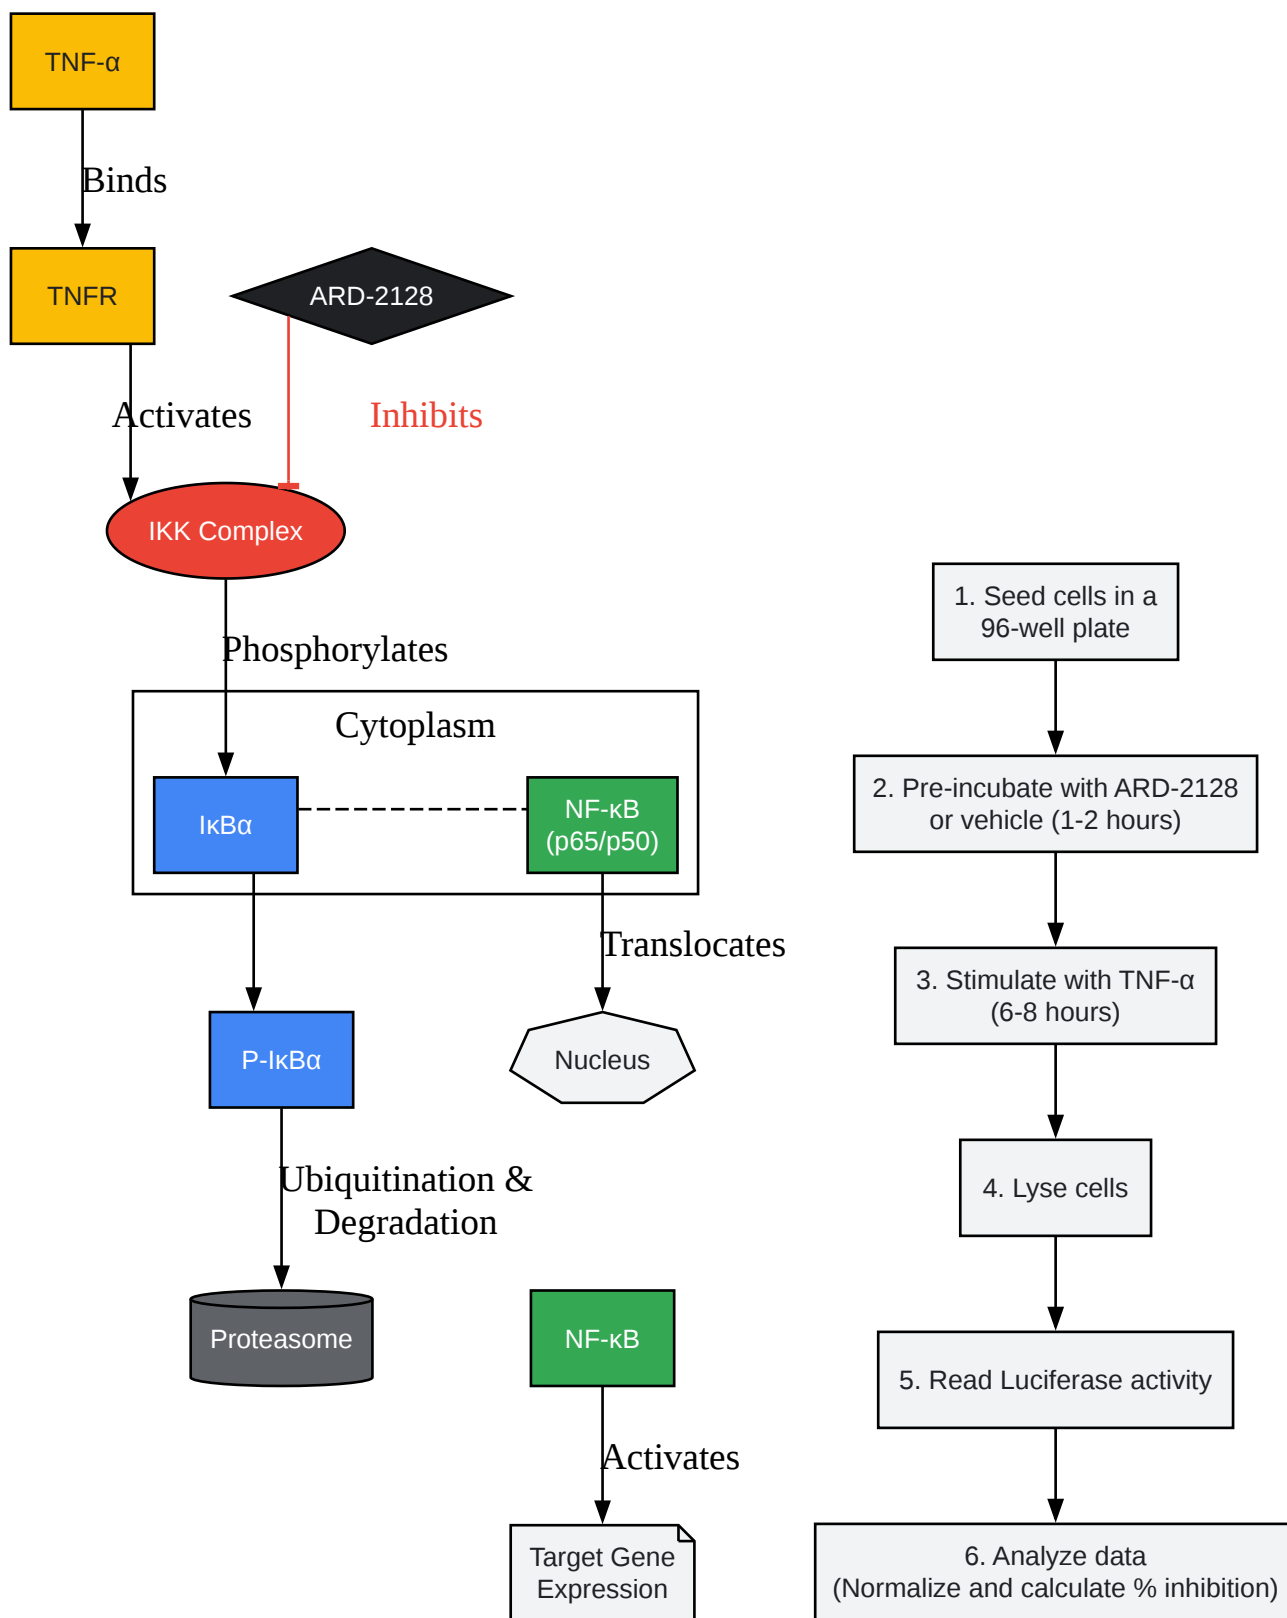 TNF-α
Binds
TNFR
ARD-2128
Activates
Inhibits
IKK Complex
Phosphorylates
Cytoplasm
IκBα
NF-κB
(p65/p50)
Translocates
P-IκBα
Nucleus
Ubiquitination &
Degradation
Proteasome
NF-κB
Activates
Target Gene
Expression
1. Seed cells in a
96-well plate
2. Pre-incubate with ARD-2128
or vehicle (1-2 hours)
3. Stimulate with TNF-α
(6-8 hours)
4. Lyse cells
5. Read Luciferase activity
6. Analyze data
(Normalize and calculate % inhibition)